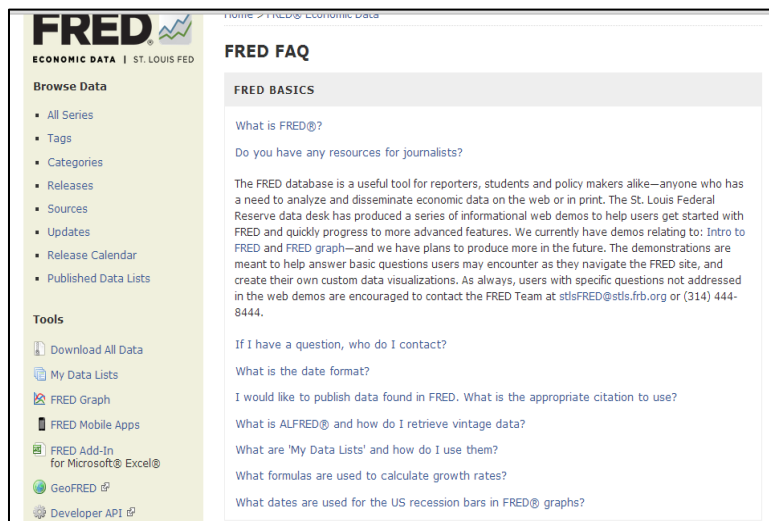 Home > FRED® Economic Data
FRED®
ECONOMIC DATA | ST. LOUIS FED
Browse Data
All Series
Tags
Categories
Releases
Sources
Updates
Release Calendar
Published Data Lists
Tools
Download All Data
My Data Lists
FRED Graph
FRED Mobile Apps
FRED Add-In
for Microsoft® Excel®
GeoFRED
Developer API
FRED FAQ
FRED BASICS
What is FRED®?
Do you have any resources for journalists?
The FRED database is a useful tool for reporters, students and policy makers alike—anyone who has
a need to analyze and disseminate economic data on the web or in print. The St. Louis Federal
Reserve data desk has produced a series of informational web demos to help users get started with
FRED and quickly progress to more advanced features. We currently have demos relating to: Intro to
FRED and FRED graph—and we have plans to produce more in the future. The demonstrations are
meant to help answer basic questions users may encounter as they navigate the FRED site, and
create their own custom data visualizations. As always, users with specific questions not addressed
in the web demos are encouraged to contact the FRED Team at stlsFRED@stls.frb.org or (314) 444-
8444.
If I have a question, who do I contact?
What is the date format?
I would like to publish data found in FRED. What is the appropriate citation to use?
What is ALFRED® and how do I retrieve vintage data?
What are 'My Data Lists' and how do I use them?
What formulas are used to calculate growth rates?
What dates are used for the US recession bars in FRED® graphs?